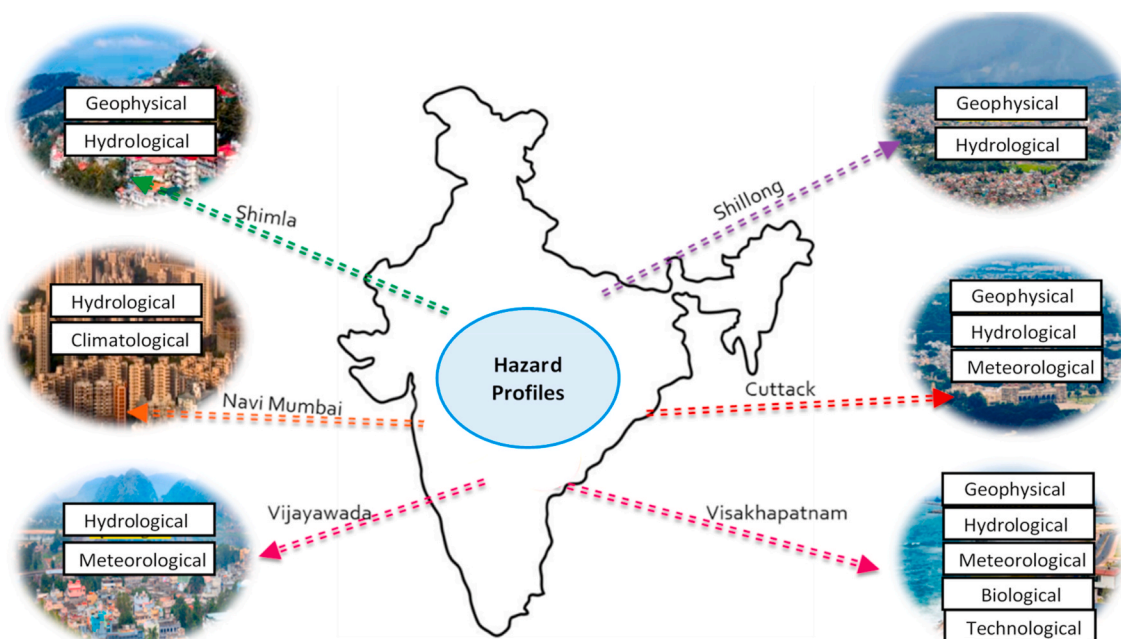 Geophysical
Hydrological
Shimla
Hydrological
Climatological
Navi Mumbai
Hydrological
Meteorological
Vijayawada
Hazard
Profiles
Geophysical
Hydrological
Shillong
Geophysical
Hydrological
Meteorological
Cuttack
Geophysical
Hydrological
Meteorological
Biological
Technological
Visakhapatnam